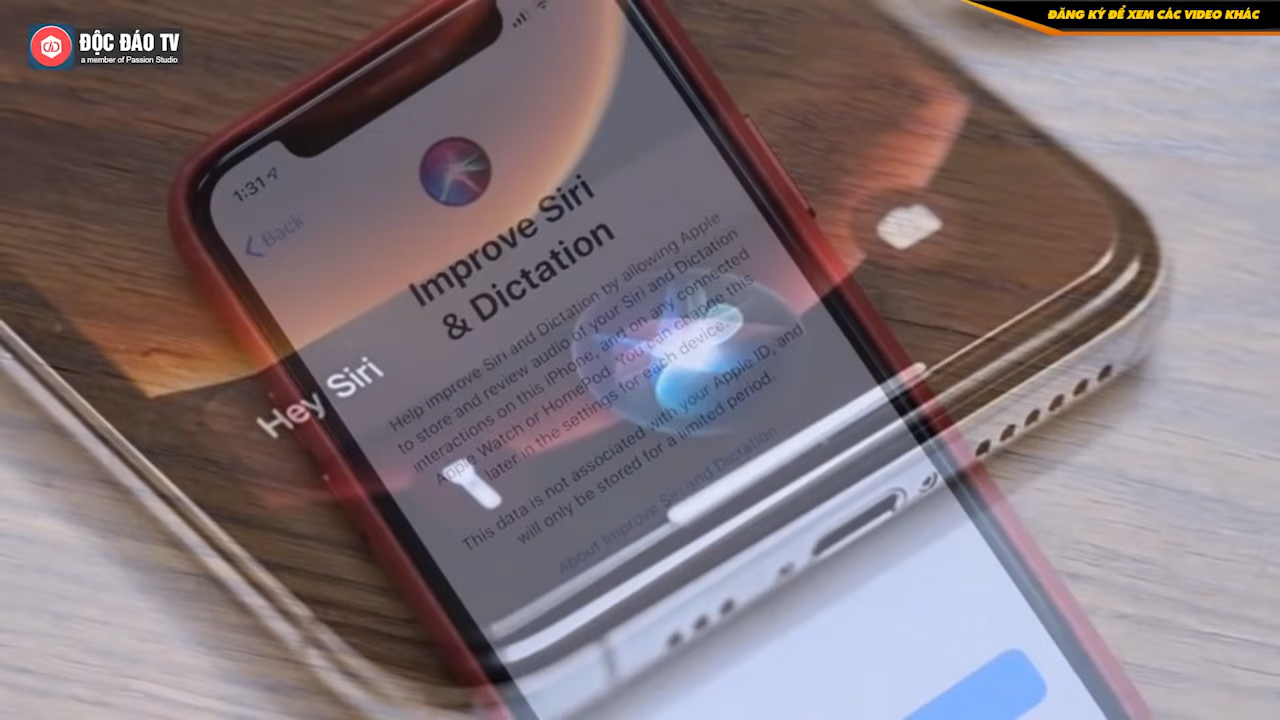 ĐỘC ĐÁO TV
a member of Passion Studio
ĐĂNG KÝ ĐỂ XEM CÁC VIDEO KHÁC
1:31
Back
Improve Siri
& Dictation
Help improve Siri and Dictation by allowing Apple
to store and review audio of your Siri and Dictation
interactions on this iPhone, and on any connected
Apple Watch or HomePod. You can change this
later in the settings for each device.
This data is not associated with your Apple ID, and
will only be stored for a limited period.
About Improve Siri and Dictation
Hey Siri